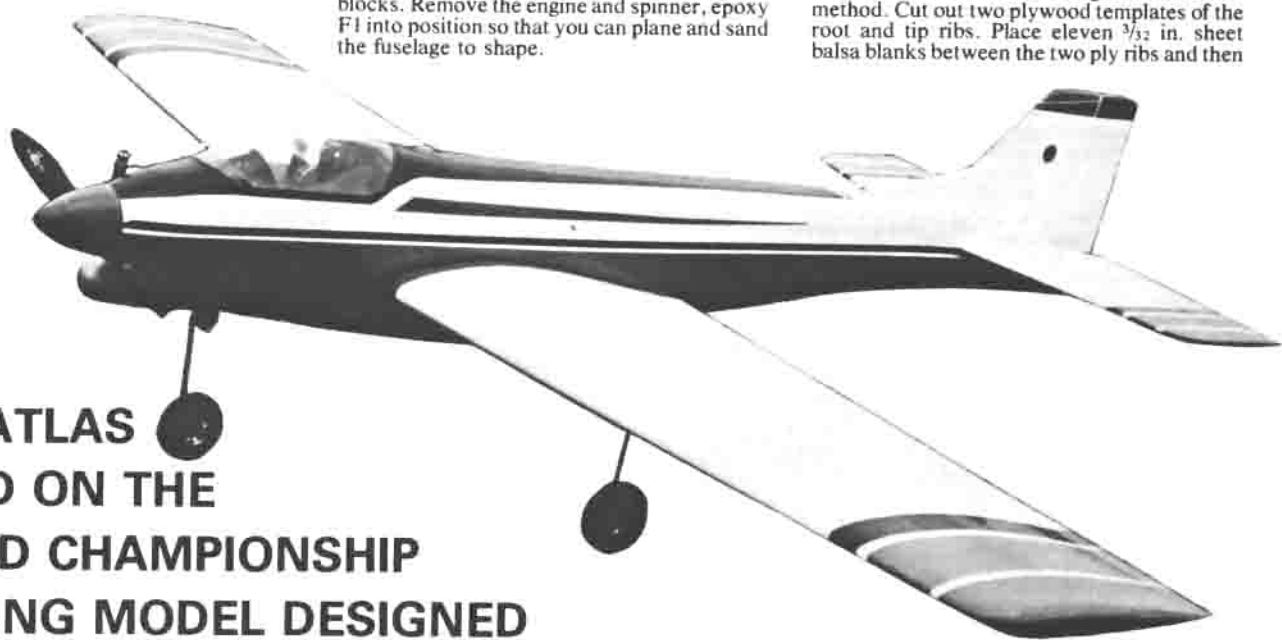 blocks. Remove the engine and spinner, epoxy
F1 into position so that you can plane and sand
the fuselage to shape.
method. Cut out two plywood templates of the
root and tip ribs. Place eleven 3/32 in. sheet
balsa blanks between the two ply ribs and then
ATLAS
ON THE
CHAMPIONSHIP
MODEL DESIGNED